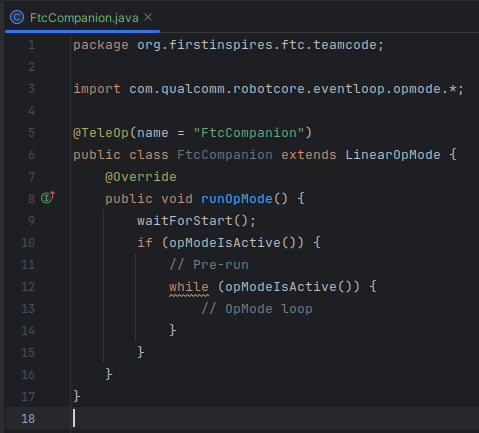 FtcCompanion.java
1 package org.firstinspires.ftc.teamcode;
2
3 import com.qualcomm.robotcore.eventloop.opmode.*;
4
5 @TeleOp(name = "FtcCompanion")
6 public class FtcCompanion extends LinearOpMode {
7     @Override
8     public void runOpMode() {
9         waitForStart();
10         if (opModeIsActive()) {
11             // Pre-run
12             while (opModeIsActive()) {
13                 // OpMode loop
14             }
15         }
16     }
17 }
18